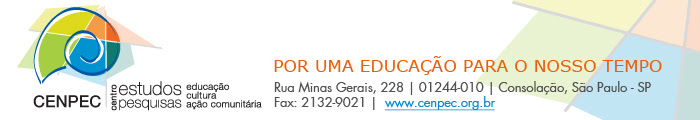 CENPEC
centro
estudos
pesquisas
educação
cultura
ação comunitária
POR UMA EDUCAÇÃO PARA O NOSSO TEMPO
Rua Minas Gerais, 228 | 01244-010 | Consolação, São Paulo - SP
Fax: 2132-9021 | www.cenpec.org.br